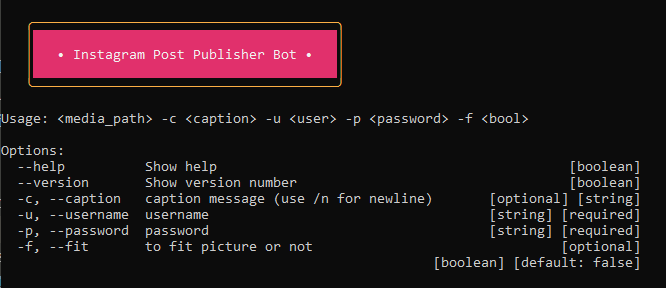 • Instagram Post Publisher Bot •
Usage: <media_path> -c <caption> -u <user> -p <password> -f <bool>
Options:
--help Show help [boolean]
--version Show version number [boolean]
-c, --caption caption message (use /n for newline) [optional] [string]
-u, --username username [string] [required]
-p, --password password [string] [required]
-f, --fit to fit picture or not [optional]
[boolean] [default: false]